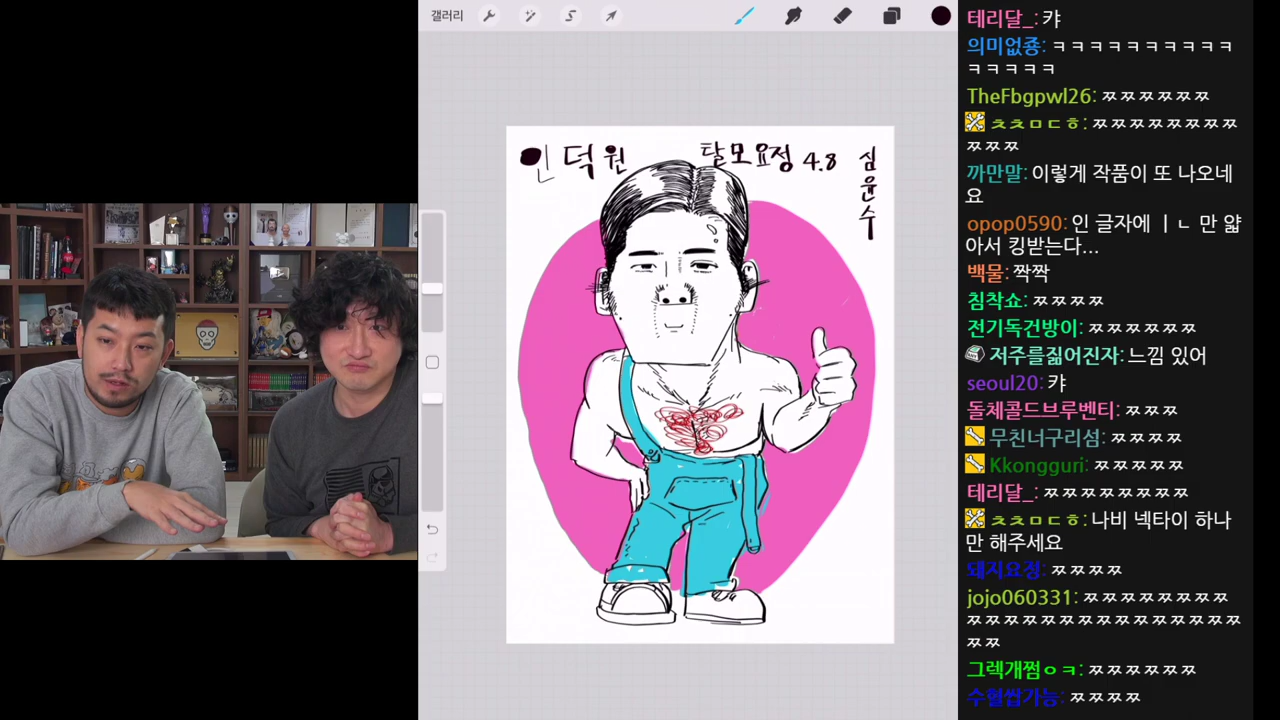 갤러리
인덕원 탈모요정 4.8 심윤수
테리달_: 캬
의미없죵: ㅋㅋㅋㅋㅋㅋㅋㅋㅋㅋ
ㅋㅋㅋㅋㅋ
TheFbgpwl26: ㅉㅉㅉㅉㅉㅉ
ㅊㅊㅁㄷㅎ: ㅉㅉㅉㅉㅉㅉㅉㅉ
ㅉㅉㅉ
까만말: 이렇게 작품이 또 나오네
요
opop0590: 인 글자에 ㅣㄴ 만 얇
아서 킹받는다...
백물: 짝짝
침착쇼: ㅉㅉㅉㅉ
전기독건방이: ㅉㅉㅉㅉㅉㅉ
저주를짊어진자: 느낌 있어
seoul20: 캬
돌체콜드브루벤티: ㅉㅉㅉ
무친너구리섬: ㅉㅉㅉㅉ
Kkongguri: ㅉㅉㅉㅉㅉ
테리달_: ㅉㅉㅉㅉㅉㅉㅉㅉ
ㅊㅊㅁㄷㅎ: 나비 넥타이 하나
만 해주세요
돼지요정: ㅉㅉㅉㅉ
jojo060331: ㅉㅉㅉㅉㅉㅉㅉㅉ
ㅉㅉㅉㅉㅉㅉㅉㅉㅉㅉㅉㅉㅉㅉㅉ
ㅉㅉ
그렉개쩜ㅇㅋ: ㅉㅉㅉㅉㅉㅉ
수혈쌉가능: ㅉㅉㅉㅉ